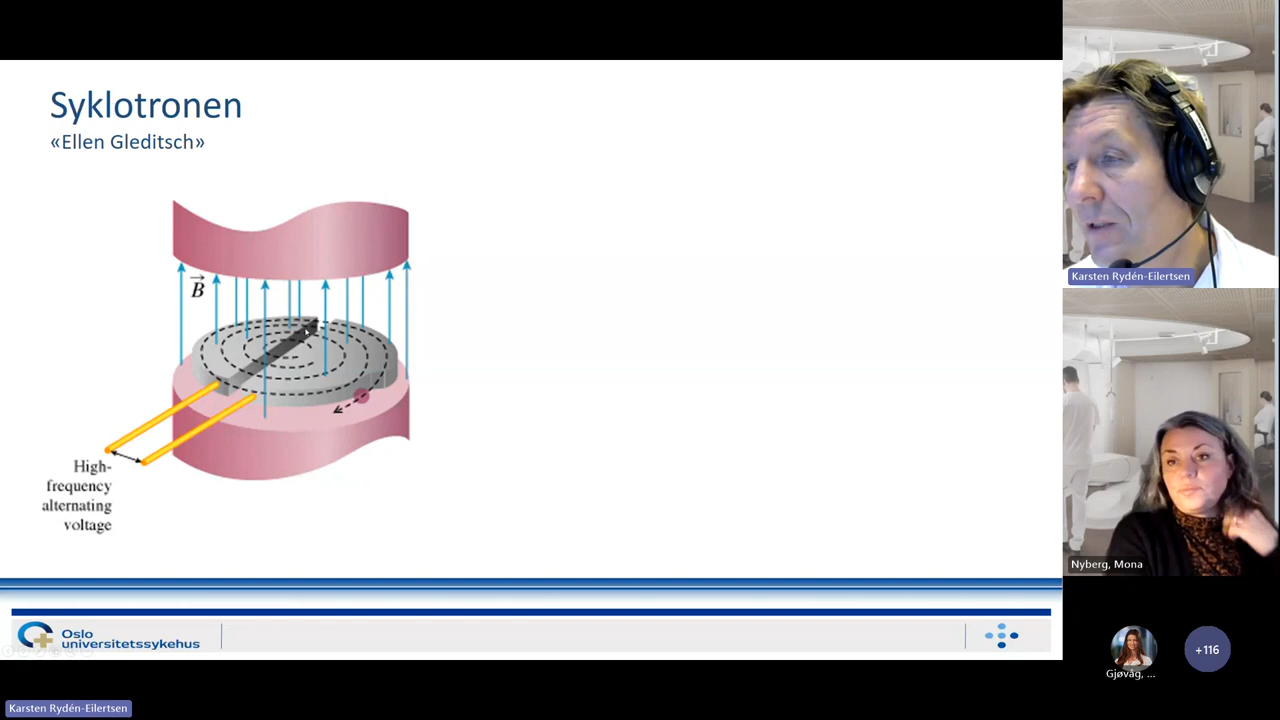 Syklotronen
«Ellen Gleditsch»
B
High-
frequency
alternating
voltage
Oslo
universitetssykehus
Karsten Rydén-Eilertsen
Nyberg, Mona
Gjøvåg, ...
+116
Karsten Rydén-Eilertsen